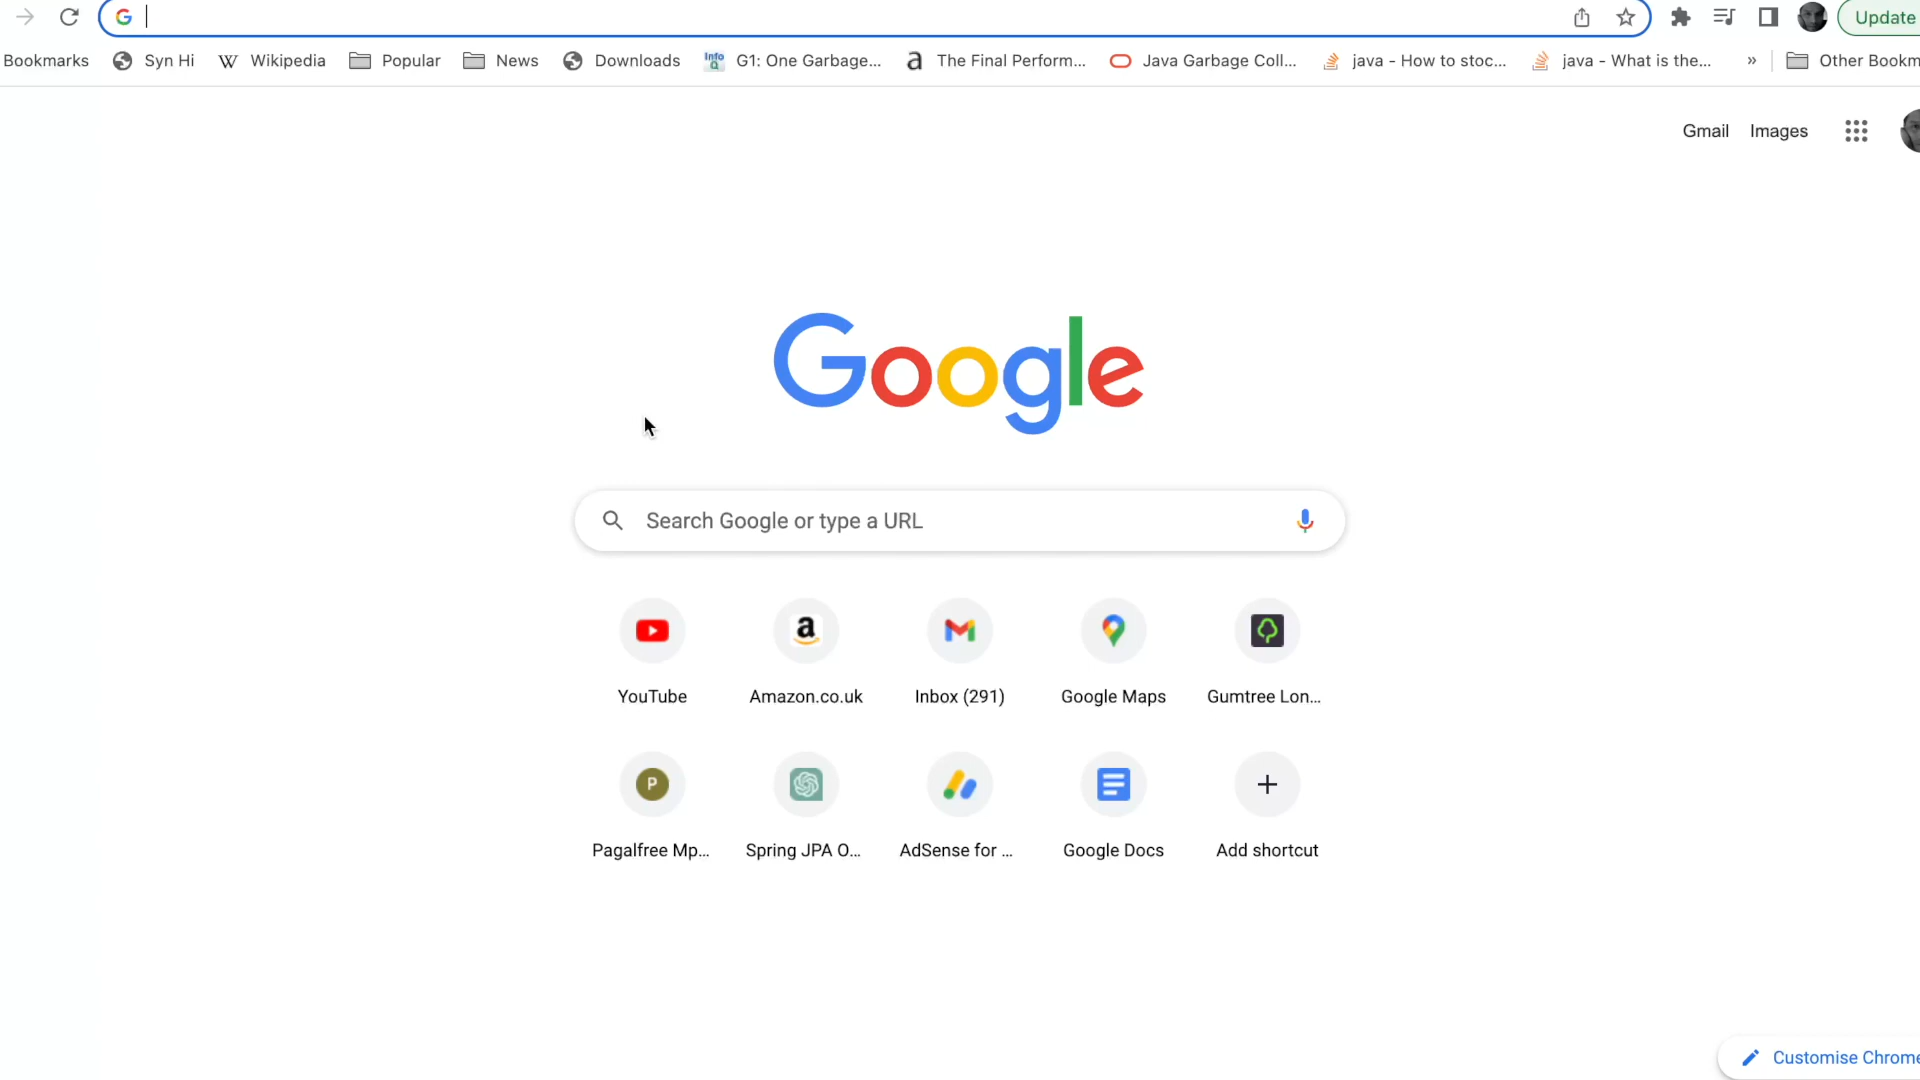 Update
Bookmarks Syn Hi W Wikipedia Popular News Downloads Info Q G1: One Garbage... a The Final Perform... Java Garbage Coll... java - How to stoc... java - What is the... » Other Bookm
Gmail Images
Google
Search Google or type a URL
YouTube Amazon.co.uk Inbox (291) Google Maps Gumtree Lon...
P
Pagalfree Mp... Spring JPA O... AdSense for ... Google Docs Add shortcut
Customise Chrome